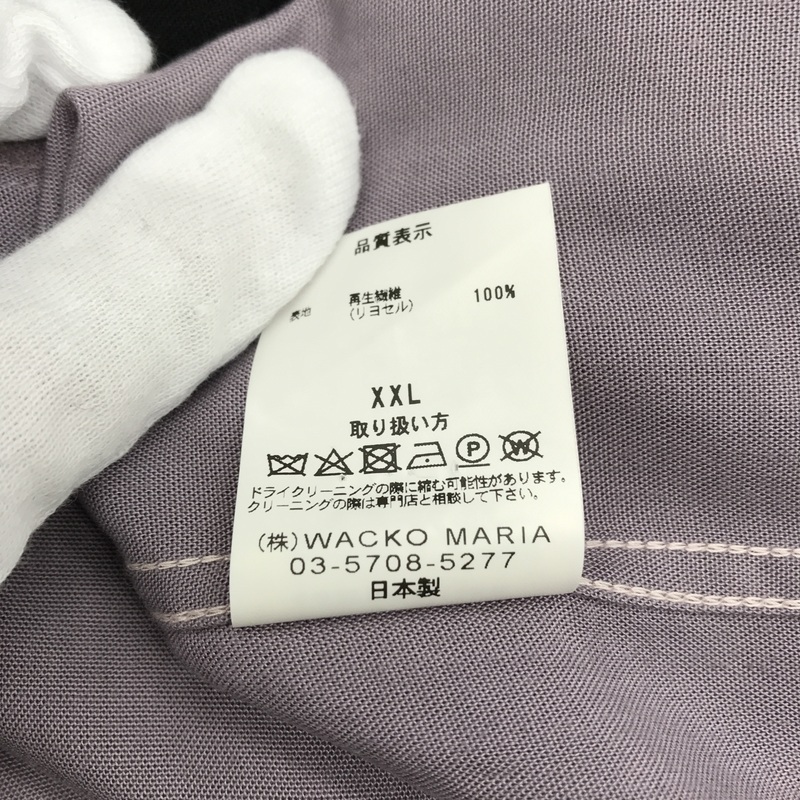 品質表示
表地 再生繊維 100%
(リヨセル)
XXL
取り扱い方
P W
ドライクリーニングの際に縮む可能性があります。
クリーニングの際は専門店と相談して下さい。
(株)WACKO MARIA
03-5708-5277
日本製